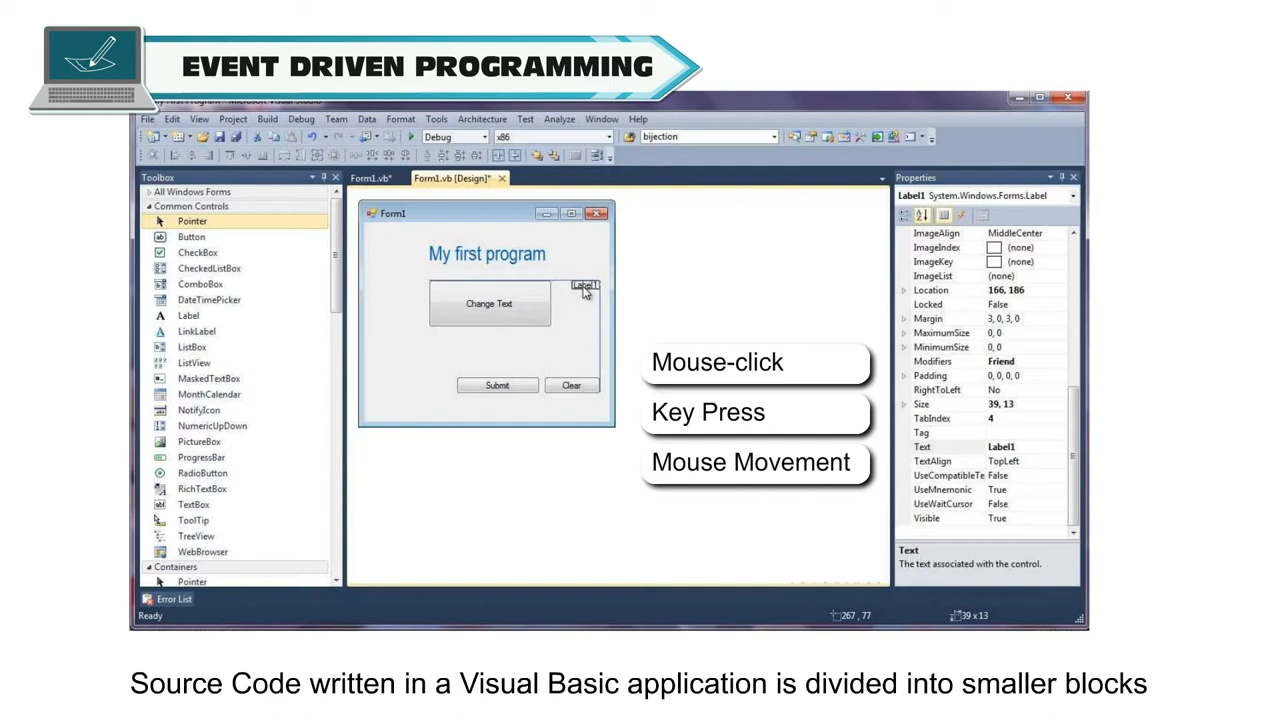 EVENT DRIVEN PROGRAMMING
File Edit View Project Build Debug Team Data Format Tools Architecture Test Analyze Window Help
Debug x86 bijection
Toolbox
All Windows Forms
Common Controls
Pointer
Button
CheckBox
CheckedListBox
ComboBox
DateTimePicker
Label
LinkLabel
ListBox
ListView
MaskedTextBox
MonthCalendar
NotifyIcon
NumericUpDown
PictureBox
ProgressBar
RadioButton
RichTextBox
TextBox
ToolTip
TreeView
WebBrowser
Containers
Pointer
Form1.vb* Form1.vb [Design]*
Form1
My first program
Label1
Change Text
Submit Clear
Mouse-click
Key Press
Mouse Movement
Properties
Label1 System.Windows.Forms.Label
ImageAlign MiddleCenter
ImageIndex (none)
ImageKey (none)
ImageList (none)
Location 166, 186
Locked False
Margin 3, 0, 3, 0
MaximumSize 0, 0
MinimumSize 0, 0
Modifiers Friend
Padding 0, 0, 0, 0
RightToLeft No
Size 39, 13
TabIndex 4
Tag
Text Label1
TextAlign TopLeft
UseCompatibleTe False
UseMnemonic True
UseWaitCursor False
Visible True
Text
The text associated with the control.
Error List
Ready 267, 77 39 x 13
Source Code written in a Visual Basic application is divided into smaller blocks